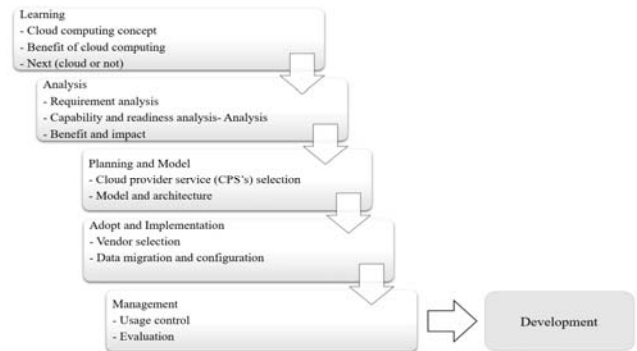 Learning
- Cloud computing concept
- Benefit of cloud computing
- Next (cloud or not)
Analysis
- Requirement analysis
- Capability and readiness analysis- Analysis
- Benefit and impact
Planning and Model
- Cloud provider service (CPS's) selection
- Model and architecture
Adopt and Implementation
- Vendor selection
- Data migration and configuration
Management
- Usage control
- Evaluation
Development